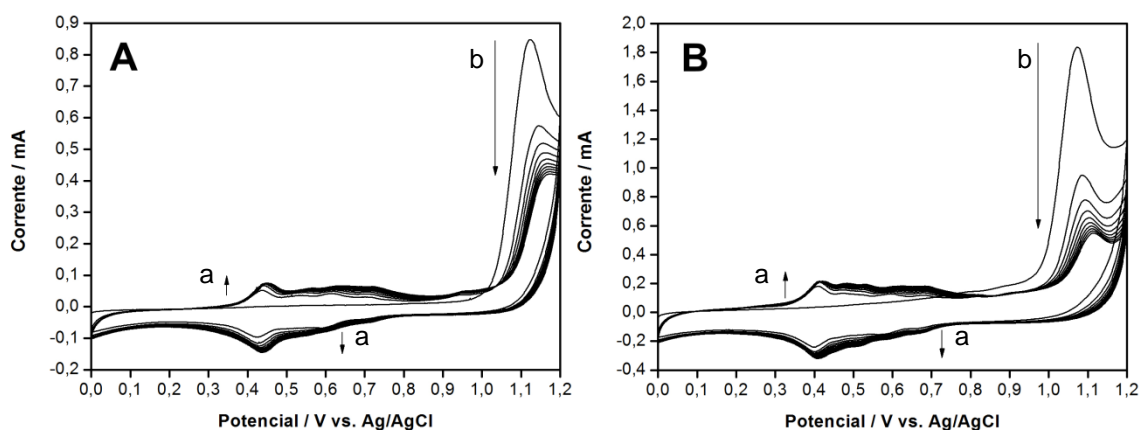 A
b
a
a
Corrente / mA
0,9
0,8
0,7
0,6
0,5
0,4
0,3
0,2
0,1
0,0
-0,1
-0,2
0,0 0,1 0,2 0,3 0,4 0,5 0,6 0,7 0,8 0,9 1,0 1,1 1,2
Potencial / V vs. Ag/AgCl
B
b
a
a
Corrente / mA
2,0
1,8
1,6
1,4
1,2
1,0
0,8
0,6
0,4
0,2
0,0
-0,2
-0,4
0,0 0,1 0,2 0,3 0,4 0,5 0,6 0,7 0,8 0,9 1,0 1,1 1,2
Potencial / V vs. Ag/AgCl